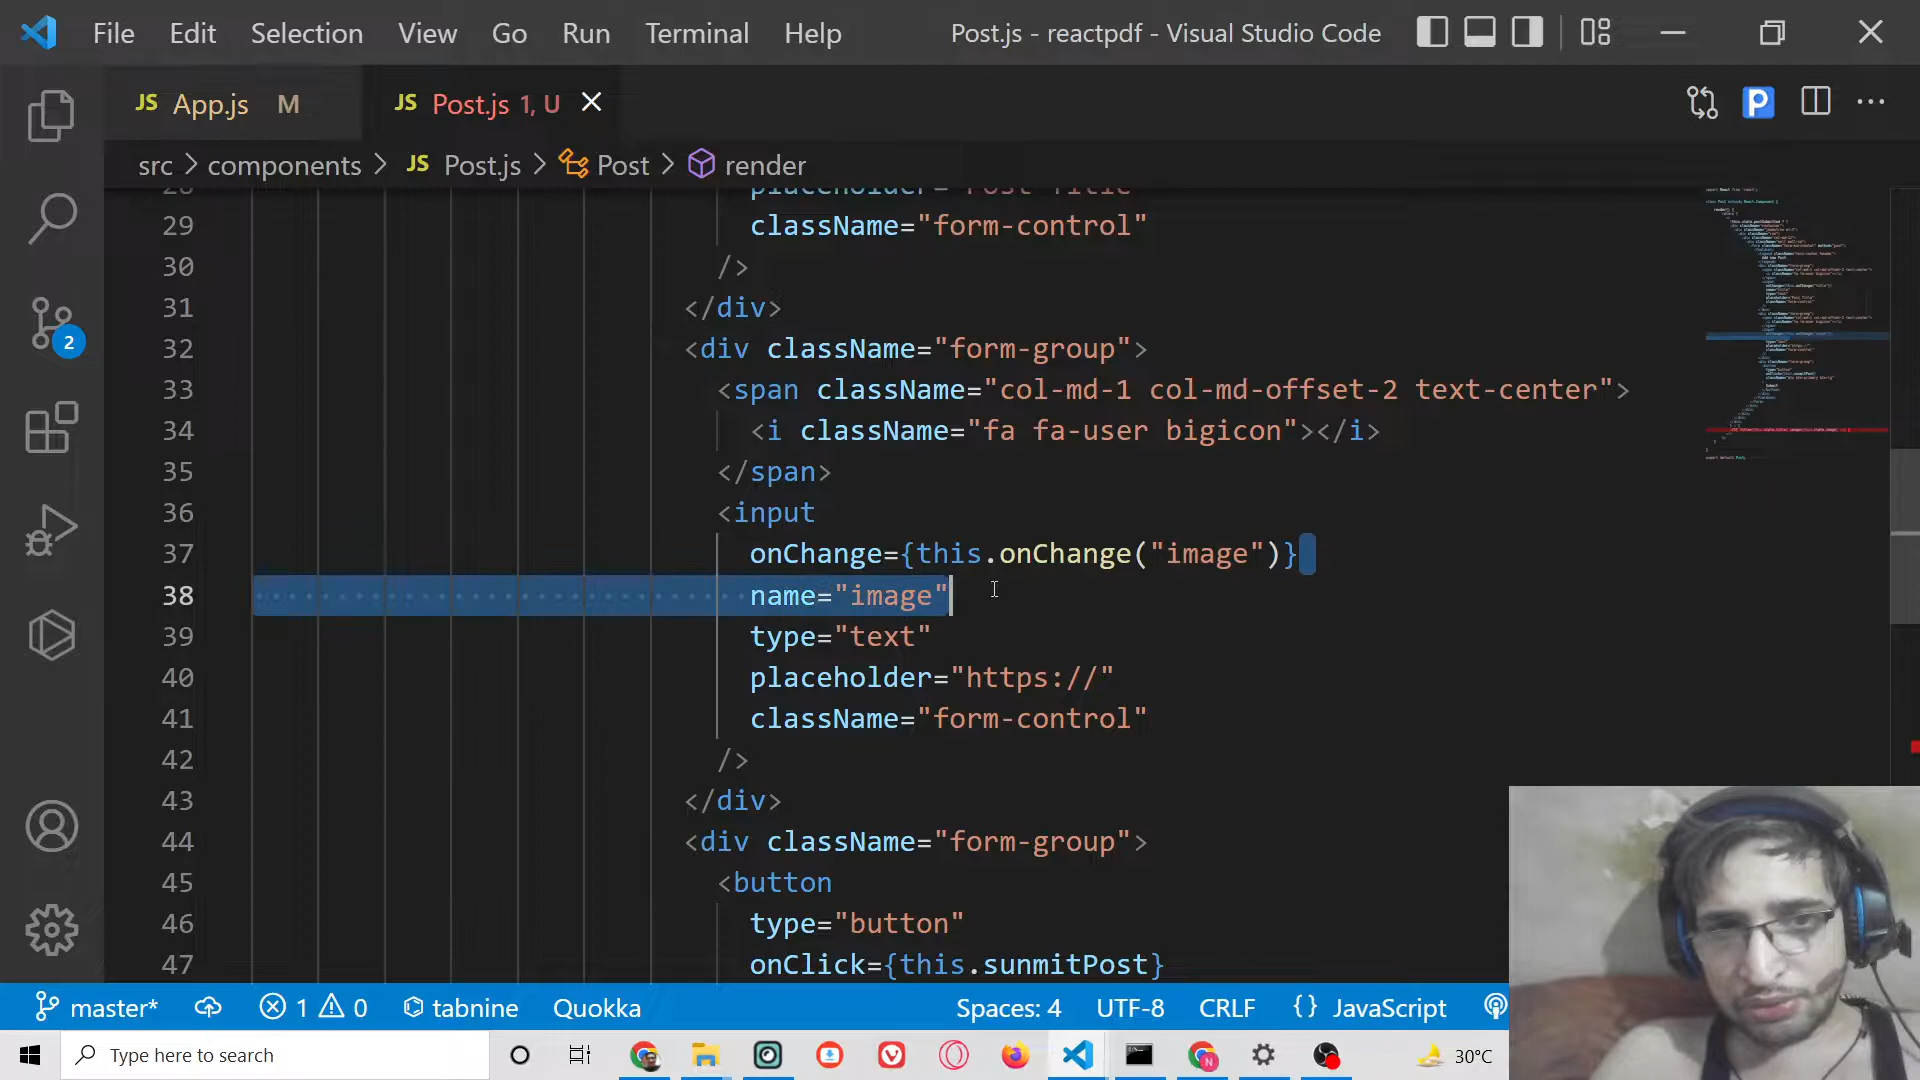 File Edit Selection View Go Run Terminal Help Post.js - reactpdf - Visual Studio Code
JS App.js M JS Post.js 1, U
src > components > JS Post.js > Post > render
placeholder="Post Title"
29 className="form-control"
30 />
31 </div>
32 <div className="form-group">
33 <span className="col-md-1 col-md-offset-2 text-center">
34 <i className="fa fa-user bigicon"></i>
35 </span>
36 <input
37 onChange={this.onChange("image")}
38 name="image"
39 type="text"
40 placeholder="https://"
41 className="form-control"
42 />
43 </div>
44 <div className="form-group">
45 <button
46 type="button"
47 onClick={this.sunmitPost}
2
master* 1 0 tabnine Quokka Spaces: 4 UTF-8 CRLF {} JavaScript
Type here to search 30°C